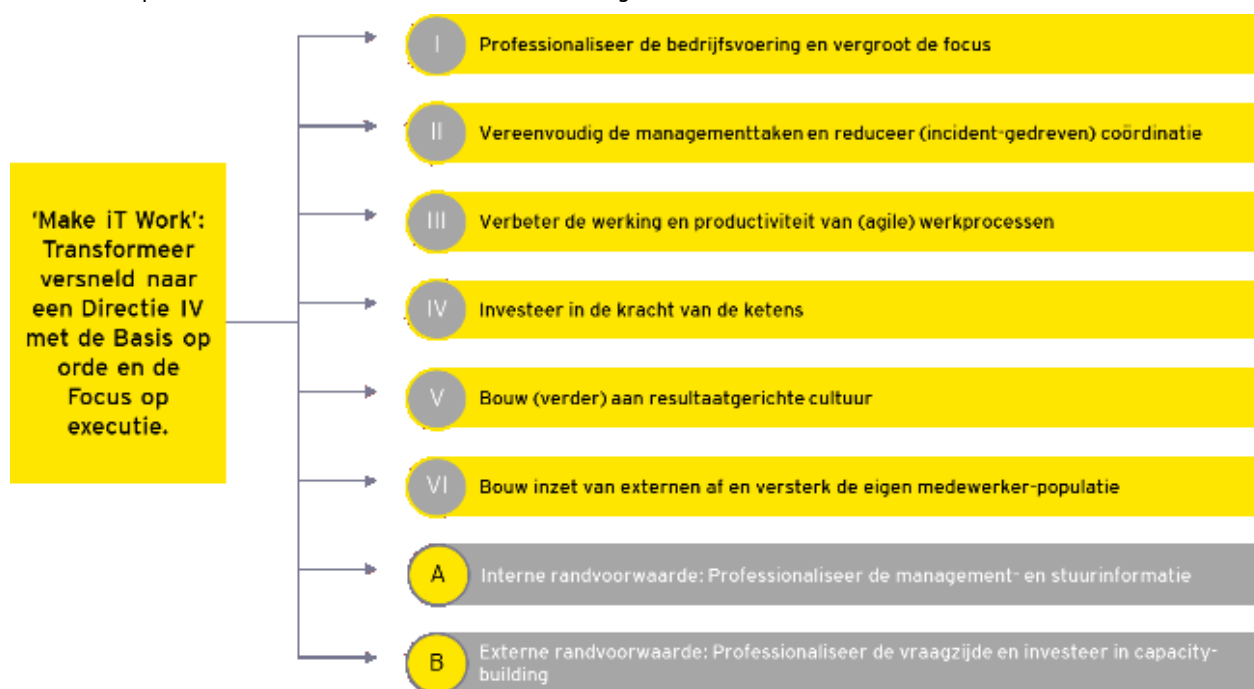 'Make iT Work':
Transformeer
versneld naar
een Directie IV
met de Basis op
orde en de
Focus op
executie.
I Professionaliseer de bedrijfsvoering en vergroot de focus
II Vereenvoudig de managementtaken en reduceer (incident-gedreven) coördinatie
III Verbeter de werking en productiviteit van (agile) werkprocessen
IV Investeer in de kracht van de ketens
V Bouw (verder) aan resultaatgerichte cultuur
VI Bouw inzet van externen af en versterk de eigen medewerker-populatie
A Interne randvoorwaarde: Professionaliseer de management- en stuurinformatie
B Externe randvoorwaarde: Professionaliseer de vraagzijde en investeer in capacity-
building